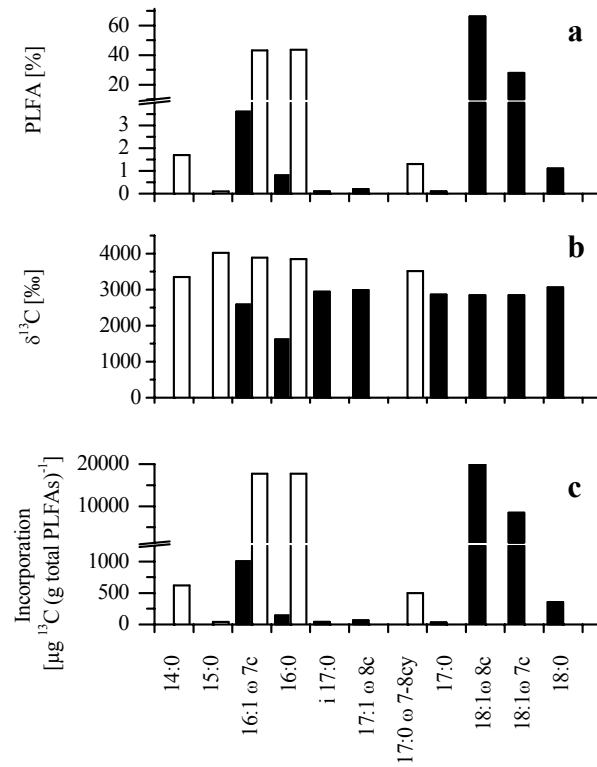 a
PLFA [%]
60
40
20
3
2
1
0
b
δ¹³C [‰]
4000
3000
2000
1000
0
c
Incorporation
[µg ¹³C (g total PLFAs)⁻¹]
20000
10000
1000
500
0
14:0
15:0
16:1 ω 7c
16:0
i 17:0
17:1 ω 8c
17:0 ω 7-8cy
17:0
18:1ω 8c
18:1ω 7c
18:0